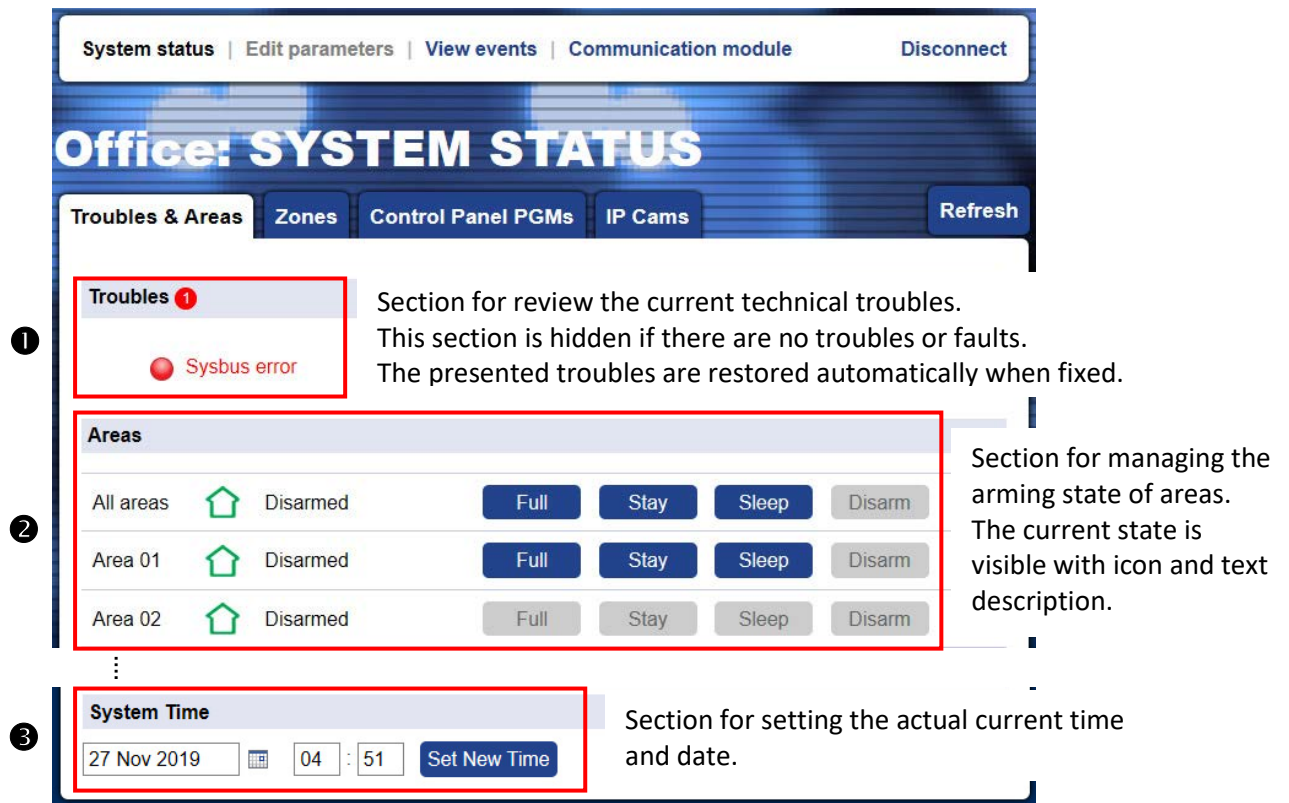 System status | Edit parameters | View events | Communication module Disconnect
Office: SYSTEM STATUS
Troubles & Areas Zones Control Panel PGMs IP Cams Refresh
Troubles 1
Section for review the current technical troubles.
❶ This section is hidden if there are no troubles or faults.
Sysbus error
The presented troubles are restored automatically when fixed.
Areas
Section for managing the
arming state of areas.
The current state is
visible with icon and text
description.
All areas Disarmed Full Stay Sleep Disarm
❷
Area 01 Disarmed Full Stay Sleep Disarm
Area 02 Disarmed Full Stay Sleep Disarm
System Time
❸
27 Nov 2019 04 : 51 Set New Time
Section for setting the actual current time
and date.